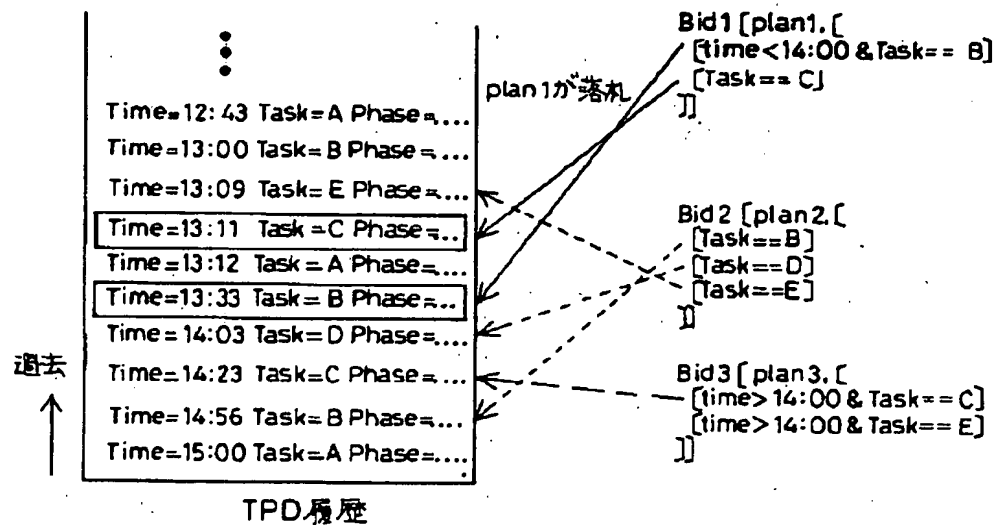 Time=12:43 Task=A Phase=....
Time=13:00 Task=B Phase=....
Time=13:09 Task=E Phase=....
Time=13:11 Task=C Phase=...
Time=13:12 Task=A Phase=....
Time=13:33 Task=B Phase=...
Time=14:03 Task=D Phase=....
Time=14:23 Task=C Phase=....
Time=14:56 Task=B Phase=....
Time=15:00 Task=A Phase=....
TPD履歴
過去
plan1が落札
Bid1[plan1,[
[time<14:00&Task==B]
[Task==C]
]]
Bid2[plan2,[
[Task==B]
[Task==D]
[Task==E]
]]
Bid3[plan3,[
[time>14:00&Task==C]
[time>14:00&Task==E]
]]